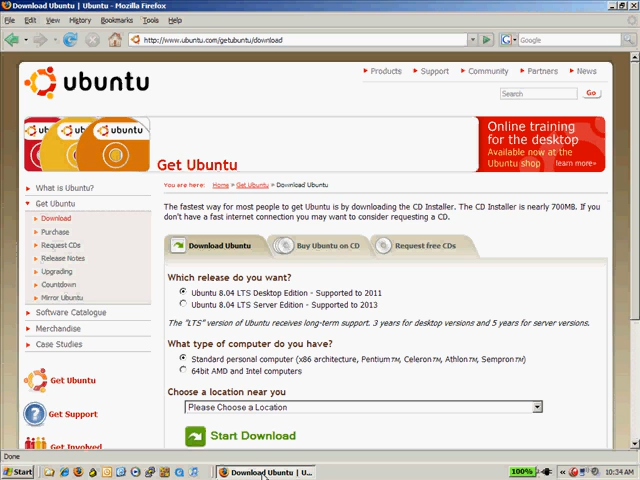 Download Ubuntu | Ubuntu - Mozilla Firefox
File Edit View History Bookmarks Tools Help
http://www.ubuntu.com/getubuntu/download
Google
ubuntu
Products Support Community Partners News
Search Go
ubuntu
Get Ubuntu
Online training
for the desktop
Available now at the
Ubuntu shop learn more»
What is Ubuntu?
Get Ubuntu
Download
Purchase
Request CDs
Release Notes
Upgrading
Countdown
Mirror Ubuntu
Software Catalogue
Merchandise
Case Studies
Get Ubuntu
Get Support
Get Involved
You are here: Home » Get Ubuntu » Download Ubuntu
The fastest way for most people to get Ubuntu is by downloading the CD Installer. The CD Installer is nearly 700MB. If you
don't have a fast internet connection you may want to consider requesting a CD.
Download Ubuntu Buy Ubuntu on CD Request free CDs
Which release do you want?
Ubuntu 8.04 LTS Desktop Edition - Supported to 2011
Ubuntu 8.04 LTS Server Edition - Supported to 2013
The "LTS" version of Ubuntu receives long-term support. 3 years for desktop versions and 5 years for server versions.
What type of computer do you have?
Standard personal computer (x86 architecture, Pentium™, Celeron™, Athlon™, Sempron™)
64bit AMD and Intel computers
Choose a location near you
Please Choose a Location
Start Download
Done
Start Download Ubuntu | U... 100% 10:34 AM